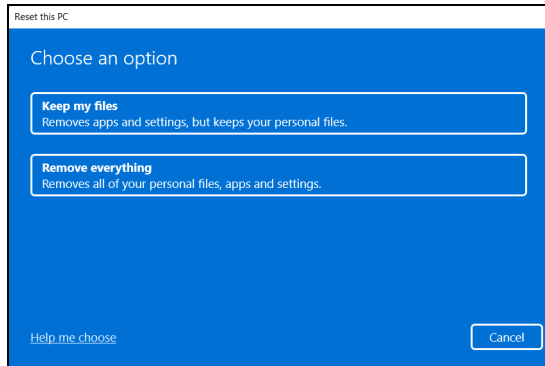 Reset this PC
Choose an option
Keep my files
Removes apps and settings, but keeps your personal files.
Remove everything
Removes all of your personal files, apps and settings.
Help me choose
Cancel